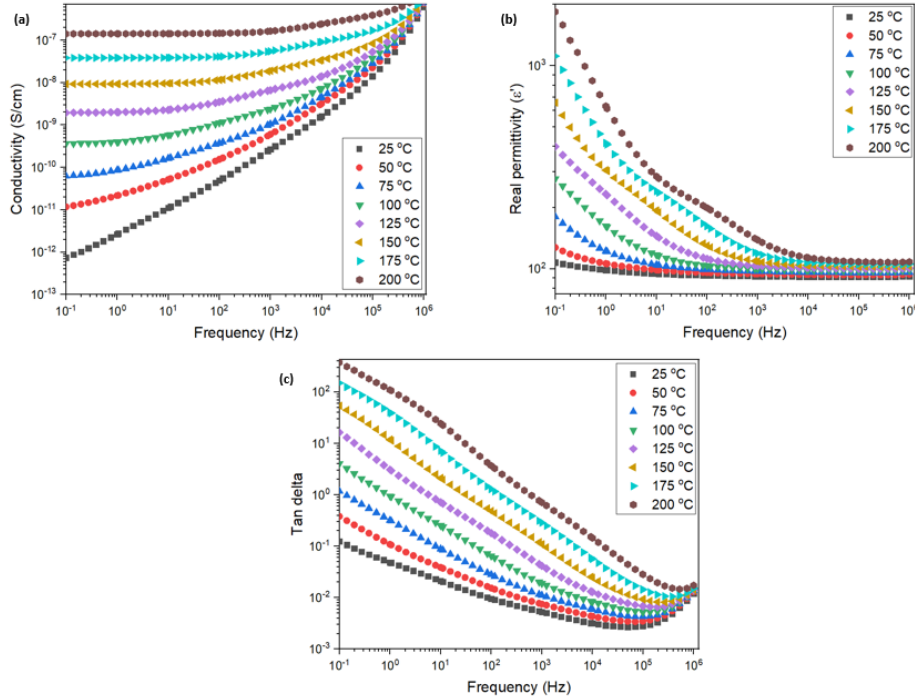 (a)
10⁻⁷
10⁻⁸
10⁻⁹
10⁻¹⁰
10⁻¹¹
10⁻¹²
10⁻¹³
Conductivity (S/cm)
25 °C
50 °C
75 °C
100 °C
125 °C
150 °C
175 °C
200 °C
10⁻¹ 10⁰ 10¹ 10² 10³ 10⁴ 10⁵ 10⁶
Frequency (Hz)
(b)
10³
10²
Real permittivity (ε')
25 °C
50 °C
75 °C
100 °C
125 °C
150 °C
175 °C
200 °C
10⁻¹ 10⁰ 10¹ 10² 10³ 10⁴ 10⁵ 10⁶
Frequency (Hz)
(c)
10²
10¹
10⁰
10⁻¹
10⁻²
10⁻³
Tan delta
25 °C
50 °C
75 °C
100 °C
125 °C
150 °C
175 °C
200 °C
10⁻¹ 10⁰ 10¹ 10² 10³ 10⁴ 10⁵ 10⁶
Frequency (Hz)